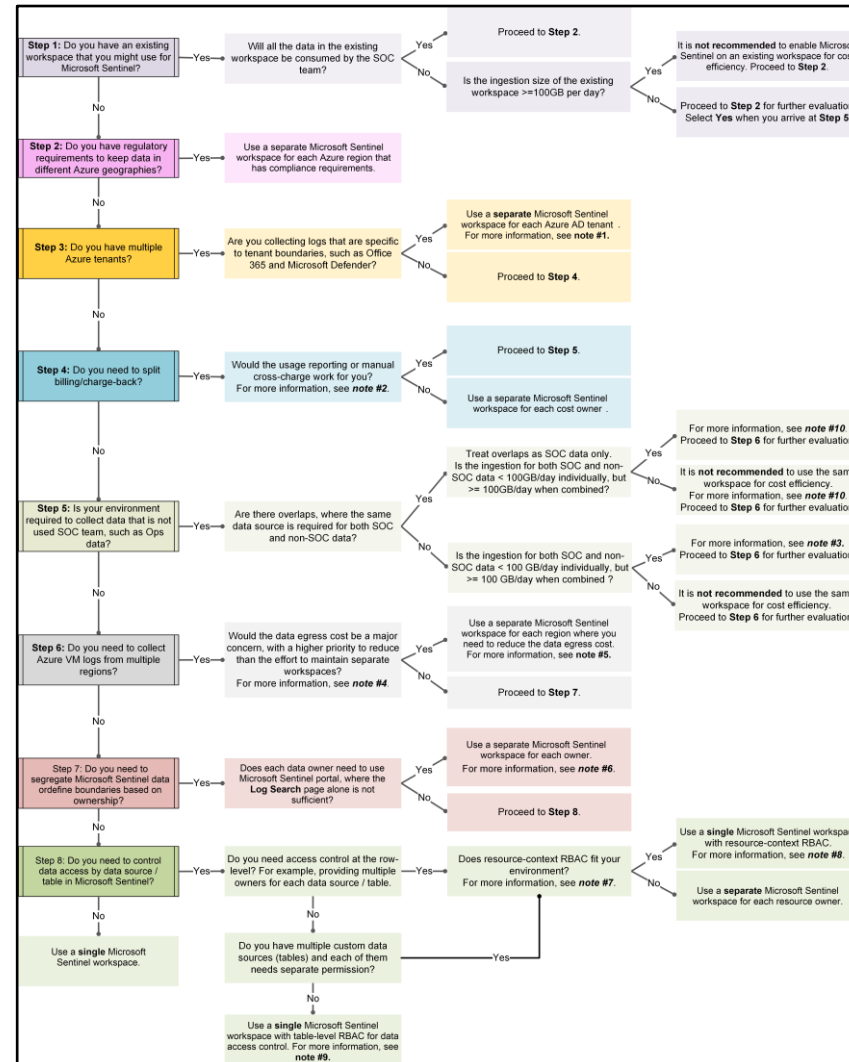 Step 1: Do you have an existing
workspace that you might use for
Microsoft Sentinel?
Yes
Will all the data in the existing
workspace be consumed by the SOC
team?
Yes
Proceed to Step 2.
No
Is the ingestion size of the existing
workspace >=100GB per day?
Yes
It is not recommended to enable Micros
Sentinel on an existing workspace for cos
efficiency. Proceed to Step 2.
No
Proceed to Step 2 for further evaluation
Select Yes when you arrive at Step 5
No
Step 2: Do you have regulatory
requirements to keep data in
different Azure geographies?
Yes
Use a separate Microsoft Sentinel
workspace for each Azure region that
has compliance requirements.
No
Step 3: Do you have multiple
Azure tenants?
Yes
Are you collecting logs that are specific
to tenant boundaries, such as Office
365 and Microsoft Defender?
Yes
Use a separate Microsoft Sentinel
workspace for each Azure AD tenant .
For more information, see note #1.
No
Proceed to Step 4.
No
Step 4: Do you need to split
billing/charge-back?
Yes
Would the usage reporting or manual
cross-charge work for you?
For more information, see note #2.
Yes
Proceed to Step 5.
No
Use a separate Microsoft Sentinel
workspace for each cost owner .
No
Step 5: Is your environment
required to collect data that is not
used SOC team, such as Ops
data?
Yes
Are there overlaps, where the same
data source is required for both SOC
and non-SOC data?
Yes
Treat overlaps as SOC data only.
Is the ingestion for both SOC and non-
SOC data < 100GB/day individually, but
>= 100GB/day when combined?
Yes
For more information, see note #10.
Proceed to Step 6 for further evaluation
No
It is not recommended to use the sam
workspace for cost efficiency.
For more information, see note #10.
Proceed to Step 6 for further evaluation
No
Is the ingestion for both SOC and non-
SOC data < 100 GB/day individually, but
>= 100 GB/day when combined ?
Yes
For more information, see note #3.
Proceed to Step 6 for further evaluation
No
It is not recommended to use the sam
workspace for cost efficiency.
Proceed to Step 6 for further evaluation
No
Step 6: Do you need to collect
Azure VM logs from multiple
regions?
Yes
Would the data egress cost be a major
concern, with a higher priority to reduce
than the effort to maintain separate
workspaces?
For more information, see note #4.
Yes
Use a separate Microsoft Sentinel
workspace for each region where you
need to reduce the data egress cost.
For more information, see note #5.
No
Proceed to Step 7.
No
Step 7: Do you need to
segregate Microsoft Sentinel data
ordefine boundaries based on
ownership?
Yes
Does each data owner need to use
Microsoft Sentinel portal, where the
Log Search page alone is not
sufficient?
Yes
Use a separate Microsoft Sentinel
workspace for each owner.
For more information, see note #6.
No
Proceed to Step 8.
No
Step 8: Do you need to control
data access by data source /
table in Microsoft Sentinel?
Yes
Do you need access control at the row-
level? For example, providing multiple
owners for each data source / table.
Yes
Does resource-context RBAC fit your
environment?
For more information, see note #7.
Yes
Use a single Microsoft Sentinel workspac
with resource-context RBAC.
For more information, see note #8.
No
Use a separate Microsoft Sentinel
workspace for each resource owner.
No
Use a single Microsoft
Sentinel workspace.
No
Do you have multiple custom data
sources (tables) and each of them
needs separate permission?
Yes
No
Use a single Microsoft Sentinel
workspace with table-level RBAC for data
access control. For more information, see
note #9.